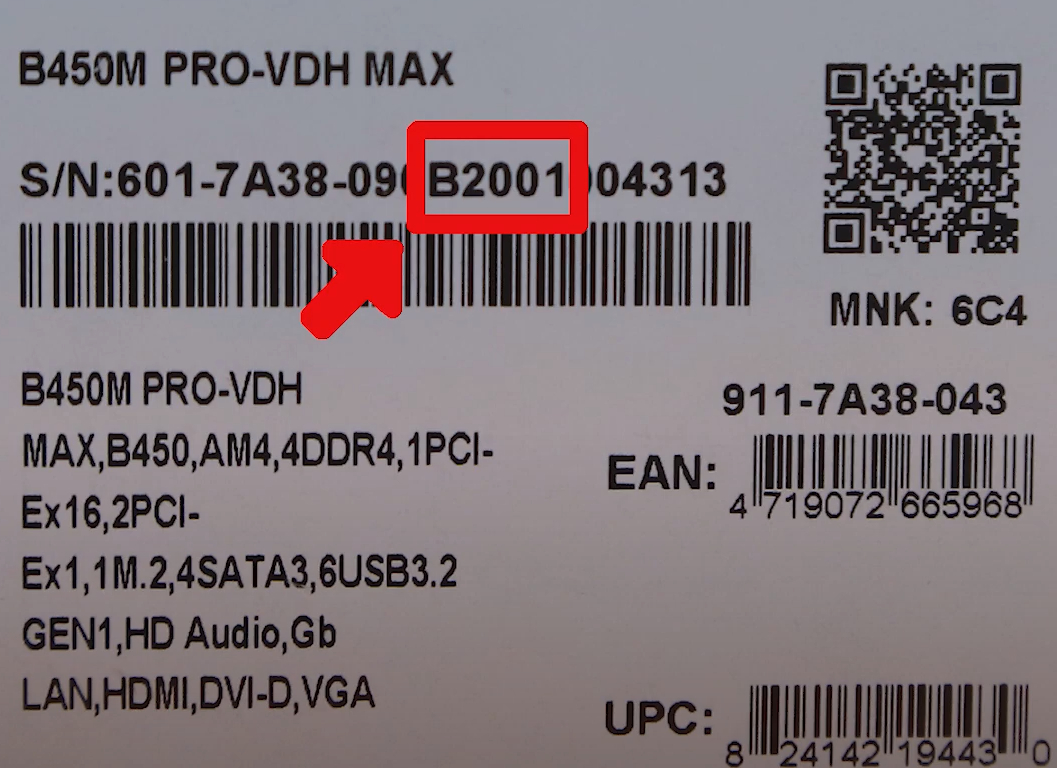 B450M PRO-VDH MAX
S/N:601-7A38-090B2001004313
MNK: 6C4
B450M PRO-VDH
MAX,B450,AM4,4DDR4,1PCI-
Ex16,2PCI-
Ex1,1M.2,4SATA3,6USB3.2
GEN1,HD Audio,Gb
LAN,HDMI,DVI-D,VGA
911-7A38-043
EAN:
4 719072 665968
UPC:
8 24142 19443 0